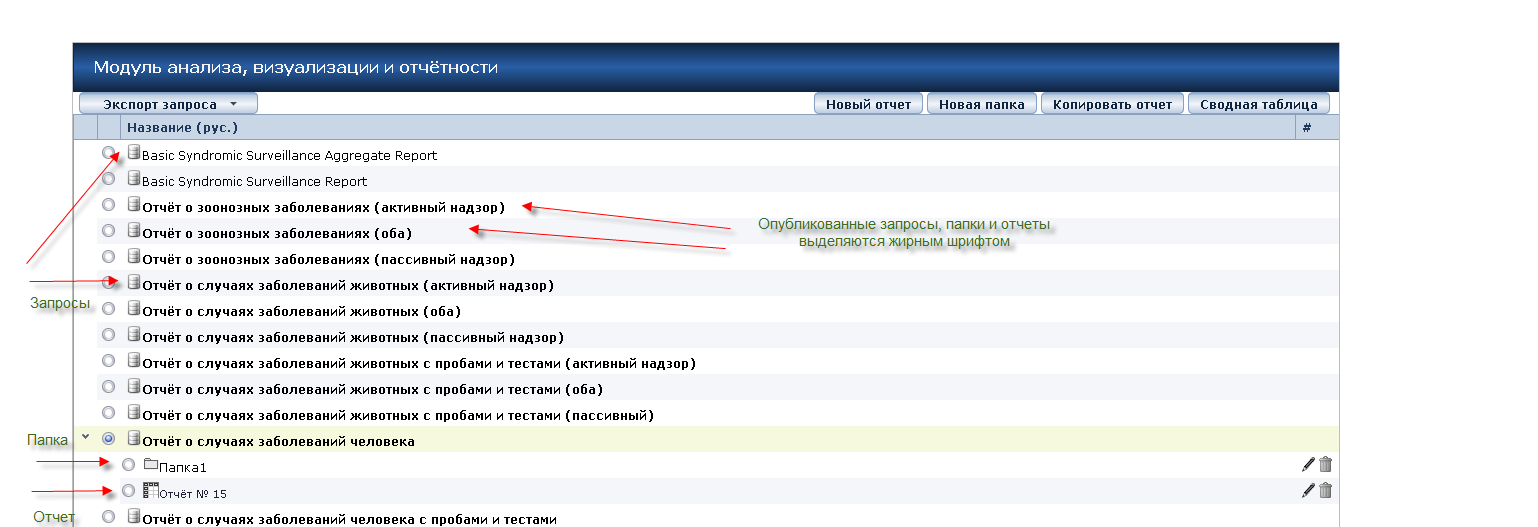 Модуль анализа, визуализации и отчётности
Экспорт запроса
Новый отчет
Новая папка
Копировать отчет
Сводная таблица
Название (рус.)
#
Basic Syndromic Surveillance Aggregate Report
Basic Syndromic Surveillance Report
Отчёт о зоонозных заболеваниях (активный надзор)
Отчёт о зоонозных заболеваниях (оба)
Опубликованные запросы, папки и отчеты
выделяются жирным шрифтом
Отчёт о зоонозных заболеваниях (пассивный надзор)
Отчёт о случаях заболеваний животных (активный надзор)
Запросы
Отчёт о случаях заболеваний животных (оба)
Отчёт о случаях заболеваний животных (пассивный надзор)
Отчёт о случаях заболеваний животных с пробами и тестами (активный надзор)
Отчёт о случаях заболеваний животных с пробами и тестами (оба)
Отчёт о случаях заболеваний животных с пробами и тестами (пассивный)
Папка
Отчёт о случаях заболеваний человека
Папка1
Отчёт № 15
Отчет
Отчёт о случаях заболеваний человека с пробами и тестами